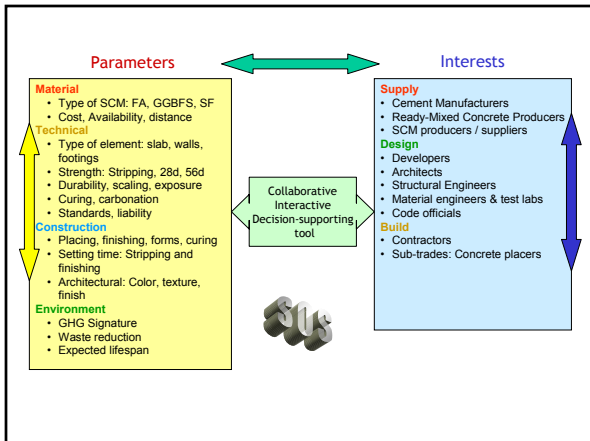 Parameters
Interests
Material
• Type of SCM: FA, GGBFS, SF
• Cost, Availability, distance
Technical
• Type of element: slab, walls,
footings
• Strength: Stripping, 28d, 56d
• Durability, scaling, exposure
• Curing, carbonation
• Standards, liability
Construction
• Placing, finishing, forms, curing
• Setting time: Stripping and
finishing
• Architectural: Color, texture,
finish
Environment
• GHG Signature
• Waste reduction
• Expected lifespan
Collaborative
Interactive
Decision-supporting
tool
SOS
Supply
• Cement Manufacturers
• Ready-Mixed Concrete Producers
• SCM producers / suppliers
Design
• Developers
• Architects
• Structural Engineers
• Material engineers & test labs
• Code officials
Build
• Contractors
• Sub-trades: Concrete placers